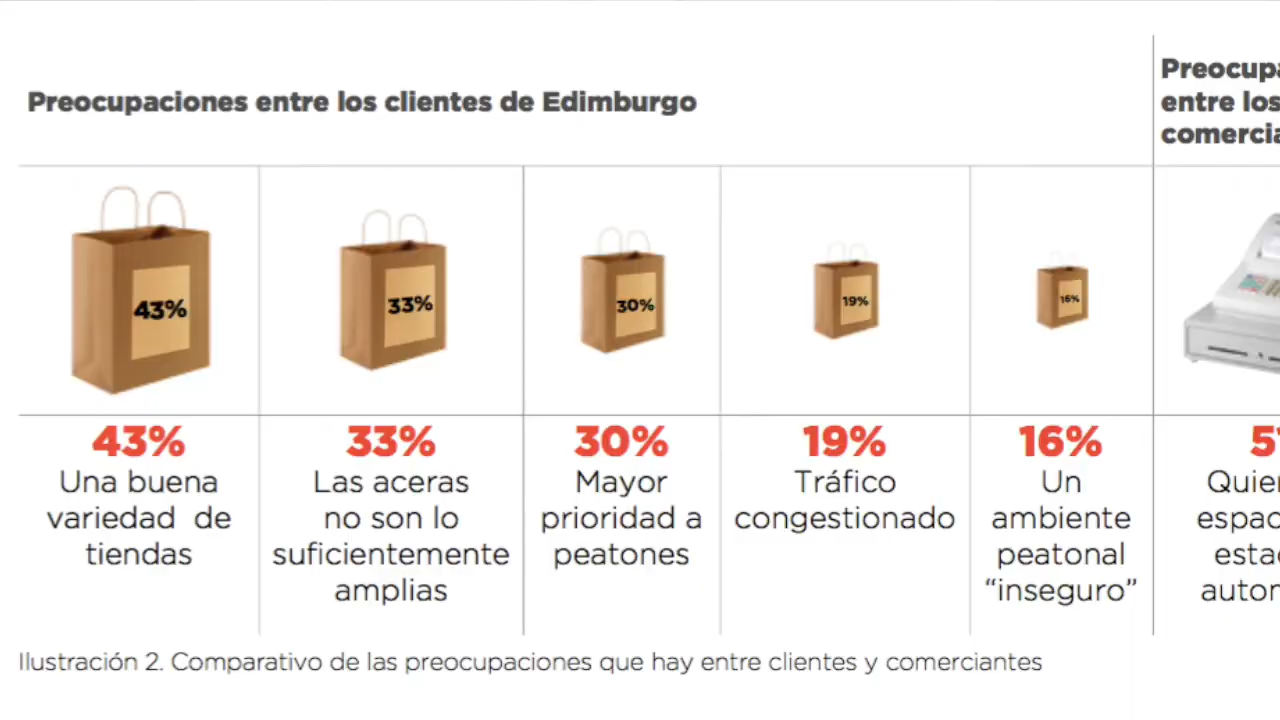 Preocupaciones entre los clientes de Edimburgo
entre los
43%
33%
30%
19%
16%
43%
Una buena
variedad de
tiendas
33%
Las aceras
no son lo
suficientemente
amplias
30%
Mayor
prioridad a
peatones
19%
Tráfico
congestionado
16%
Un
ambiente
peatonal
“inseguro”
Ilustración 2. Comparativo de las preocupaciones que hay entre clientes y comerciantes